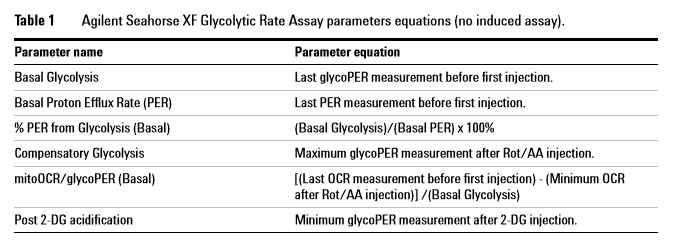 Table 1 Agilent Seahorse XF Glycolytic Rate Assay parameters equations (no induced assay).
Parameter name Parameter equation
Basal Glycolysis Last glycoPER measurement before first injection.
Basal Proton Efflux Rate (PER) Last PER measurement before first injection.
% PER from Glycolysis (Basal) (Basal Glycolysis)/(Basal PER) x 100%
Compensatory Glycolysis Maximum glycoPER measurement after Rot/AA injection.
mitoOCR/glycoPER (Basal) [(Last OCR measurement before first injection) - (Minimum OCR
after Rot/AA injection)] /(Basal Glycolysis)
Post 2-DG acidification Minimum glycoPER measurement after 2-DG injection.